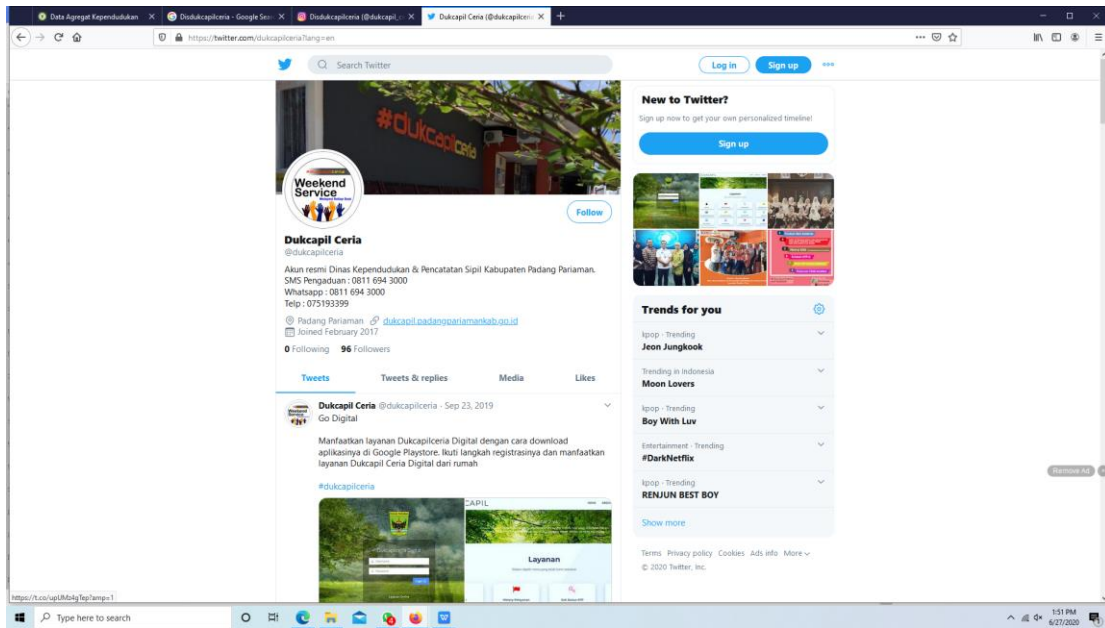 Data Agregat Kependudukan
Disdukcapilceria - Google Sear
Disdukcapilceria (@dukcapil_c
Dukcapil Ceria (@dukcapilceria
https://twitter.com/dukcapilceria?lang=en
Search Twitter
Log in
Sign up
#dukcapilceria
Weekend
Service
Follow
Dukcapil Ceria
@dukcapilceria
Akun resmi Dinas Kependudukan & Pencatatan Sipil Kabupaten Padang Pariaman.
SMS Pengaduan : 0811 694 3000
Whatsapp : 0811 694 3000
Telp : 075193399
Padang Pariaman dukcapil.padangpariamankab.go.id
Joined February 2017
0 Following 96 Followers
Tweets Tweets & replies Media Likes
Dukcapil Ceria @dukcapilceria · Sep 23, 2019
Go Digital
Manfaatkan layanan Dukcapilceria Digital dengan cara download
aplikasinya di Google Playstore. Ikuti langkah registrasinya dan manfaatkan
layanan Dukcapil Ceria Digital dari rumah
#dukcapilceria
CAPIL
Layanan
New to Twitter?
Sign up now to get your own personalized timeline!
Sign up
Trends for you
kpop · Trending
Jeon Jungkook
Trending in Indonesia
Moon Lovers
kpop · Trending
Boy With Luv
Entertainment · Trending
#DarkNetflix
kpop · Trending
RENJUN BEST BOY
Show more
Terms Privacy policy Cookies Ads info More
© 2020 Twitter, Inc.
Remove Ad
https://t.co/upUMb4gTep?amp=1
Type here to search
1:51 PM
6/27/2020